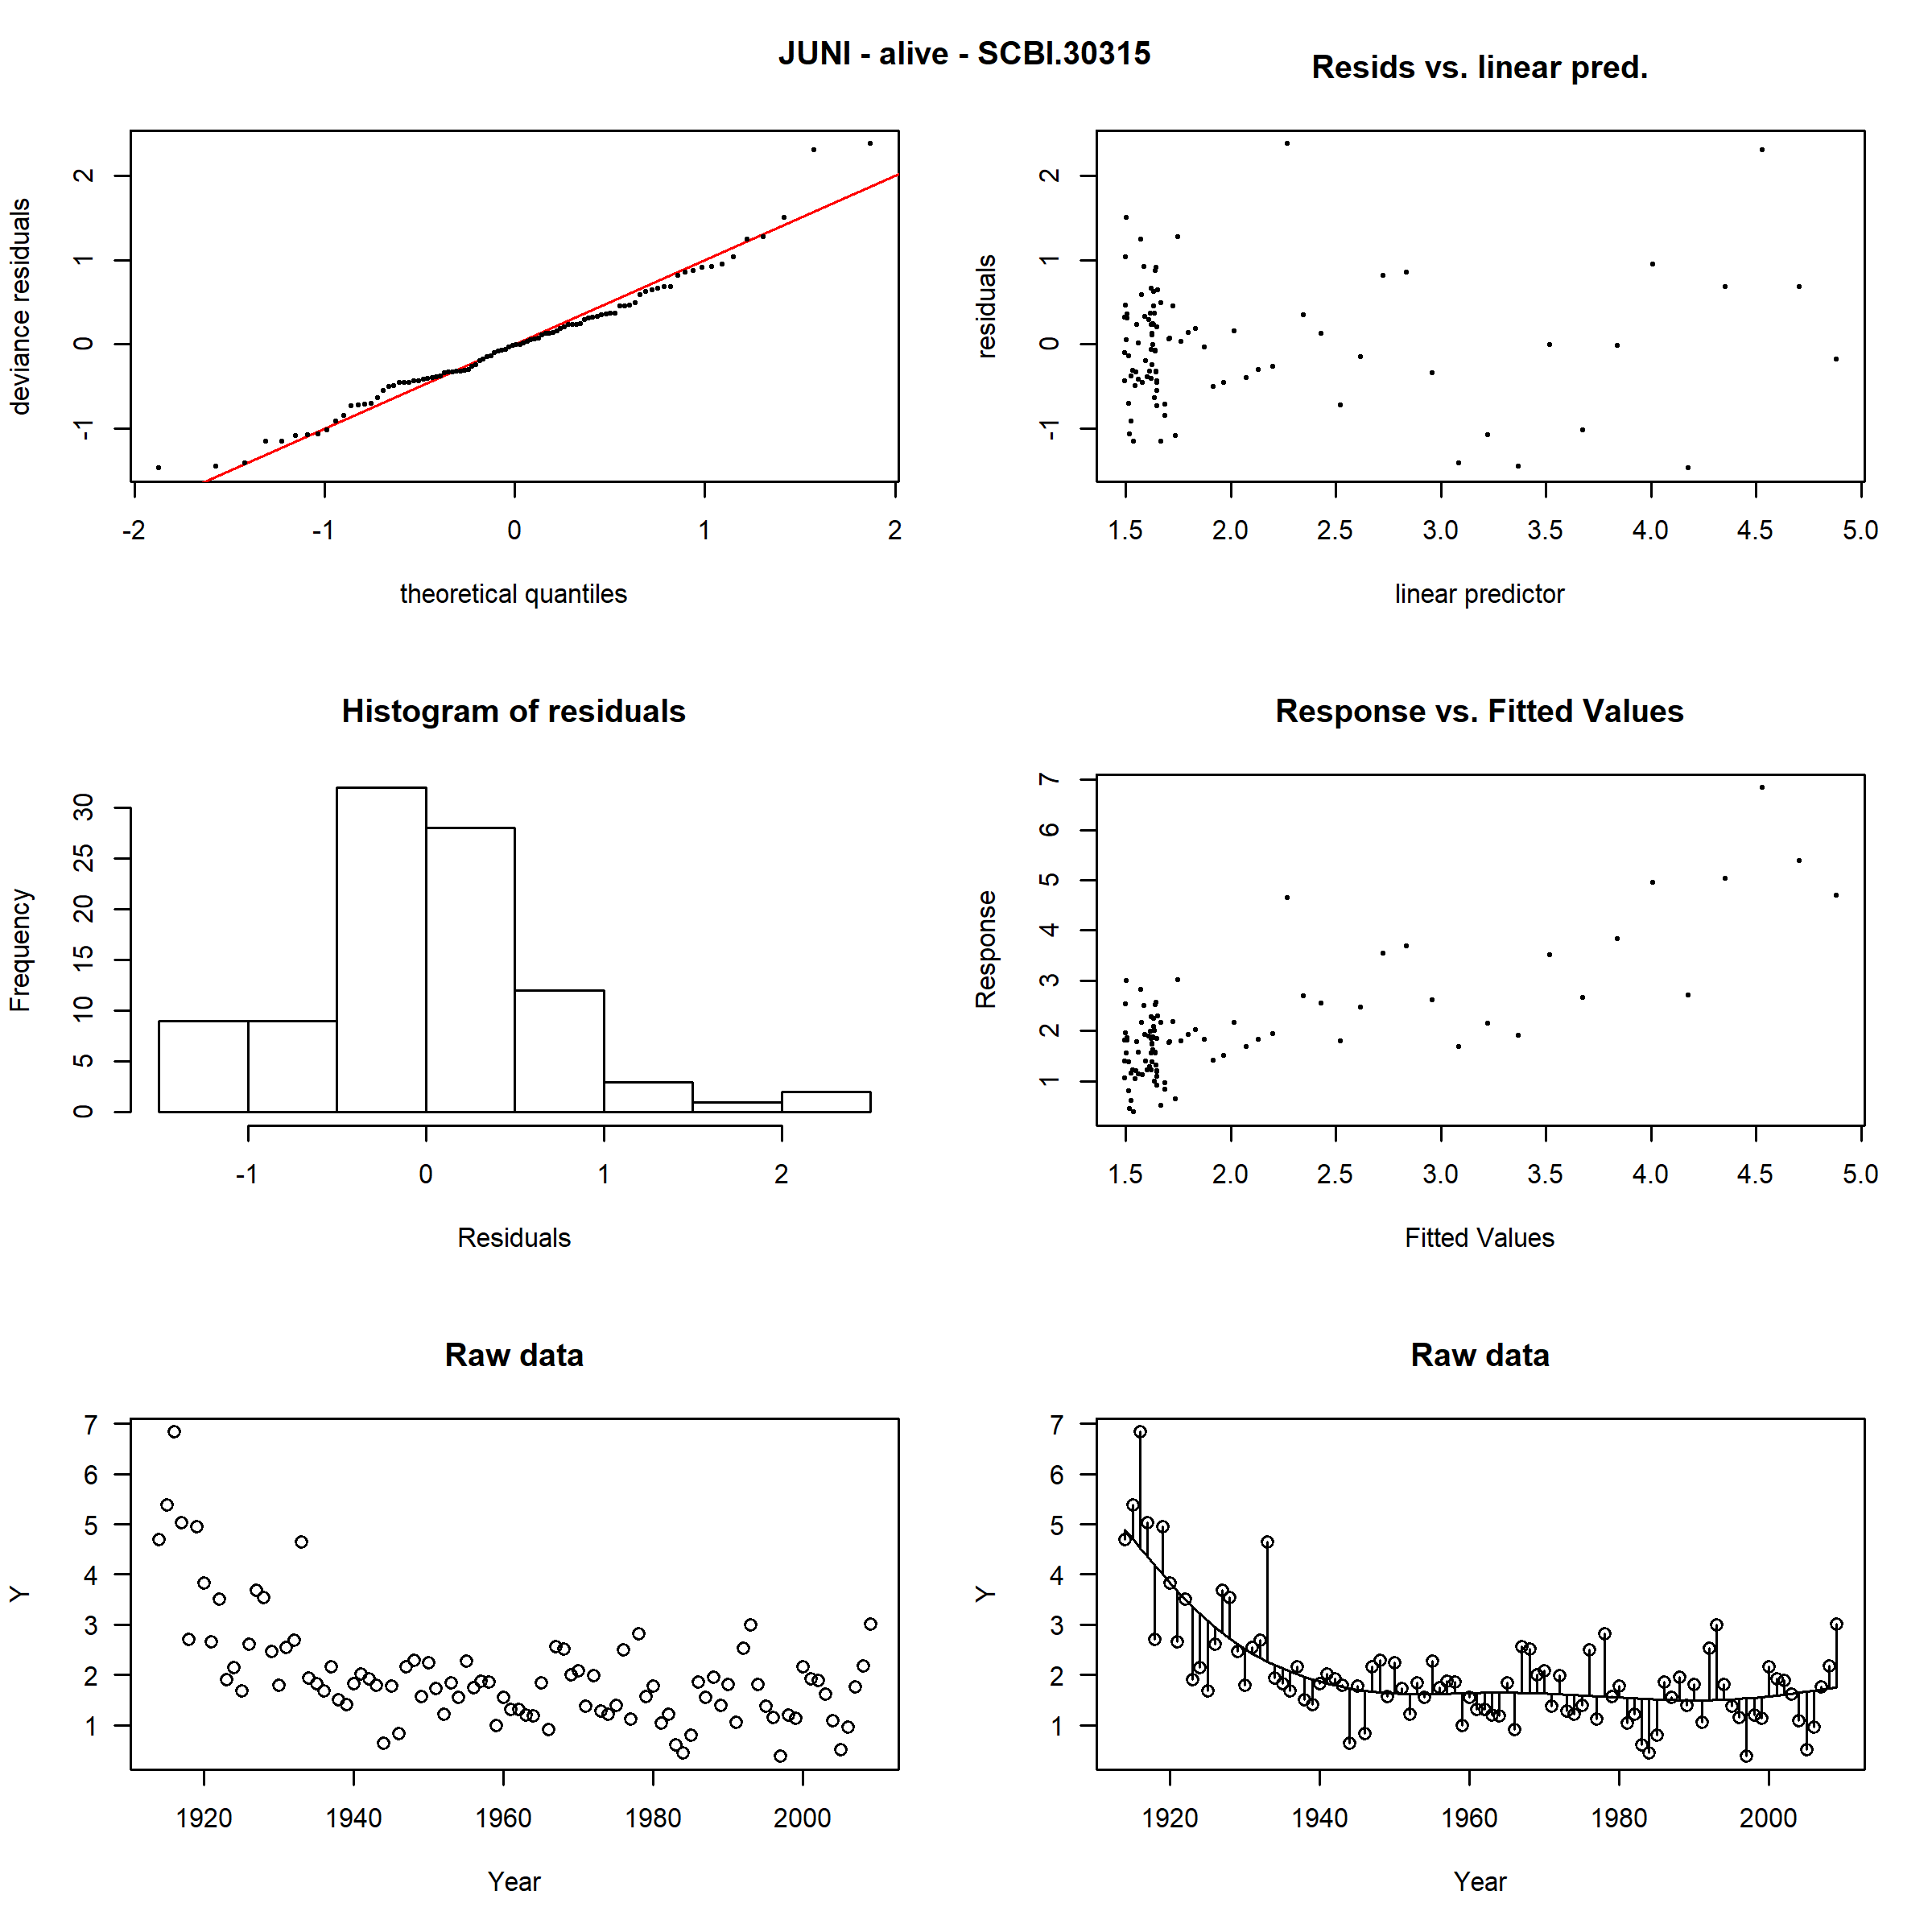 JUNI - alive - SCBI.30315
Resids vs. linear pred.
deviance residuals
-1 0 1 2
-2 -1 0 1 2
theoretical quantiles
residuals
-1 0 1 2
1.5 2.0 2.5 3.0 3.5 4.0 4.5 5.0
linear predictor
Histogram of residuals
Frequency
0 5 10 15 20 25 30
-1 0 1 2
Residuals
Response vs. Fitted Values
Response
1 2 3 4 5 6 7
1.5 2.0 2.5 3.0 3.5 4.0 4.5 5.0
Fitted Values
Raw data
Y
7
6
5
4
3
2
1
1920 1940 1960 1980 2000
Year
Raw data
Y
7
6
5
4
3
2
1
1920 1940 1960 1980 2000
Year